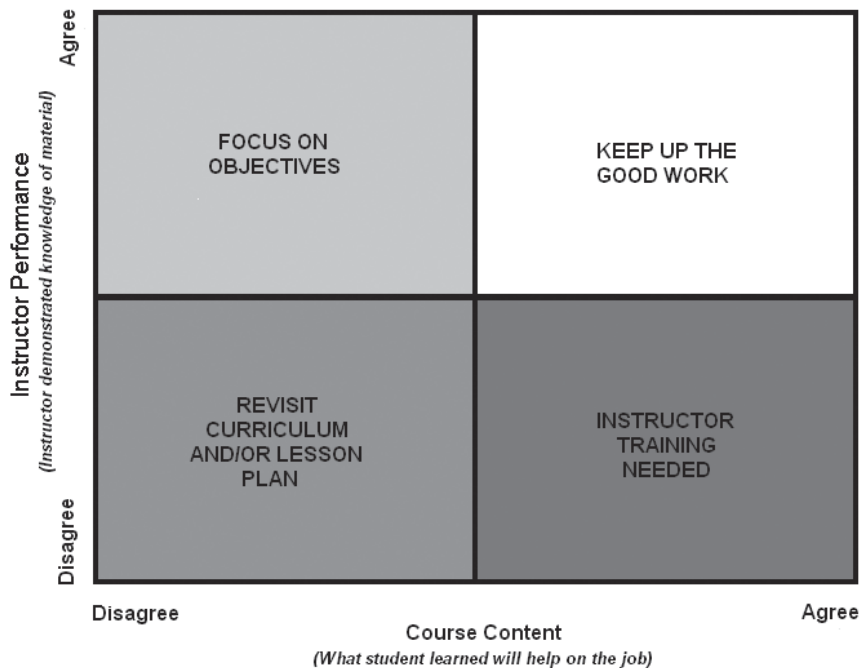 Agree
Instructor Performance
(Instructor demonstrated knowledge of material)
Disagree
FOCUS ON
OBJECTIVES
KEEP UP THE
GOOD WORK
REVISIT
CURRICULUM
AND/OR LESSON
PLAN
INSTRUCTOR
TRAINING
NEEDED
Disagree
Agree
Course Content
(What student learned will help on the job)